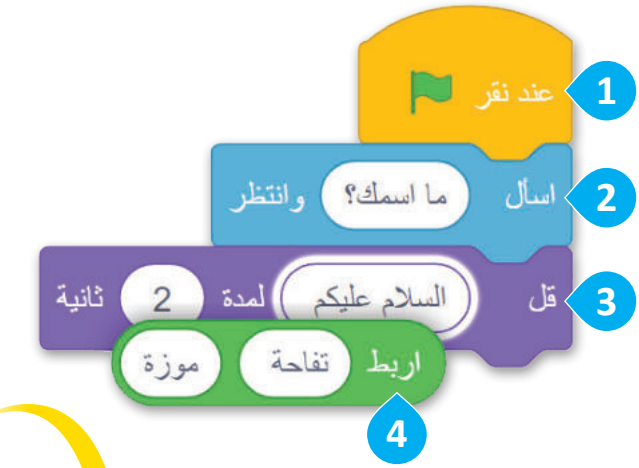 عند نقر 1
اسأل ما اسمك؟ وانتظر 2
قل السلام عليكم لمدة 2 ثانية 3
اربط تفاحة موزة
4